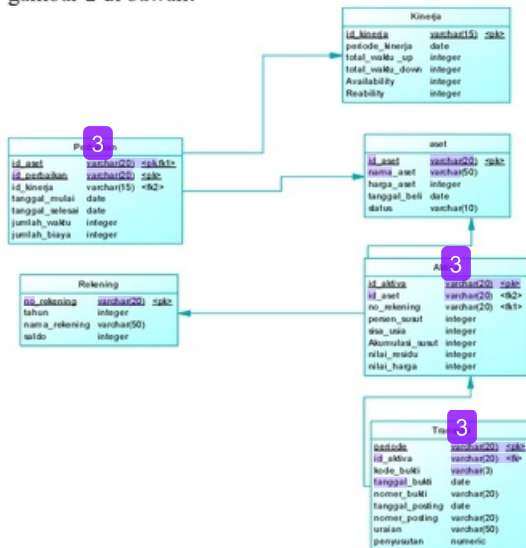 gambar 2 di bawah:
Kinerja
id_kinerja varchar(15) <pk>
periode_kinerja date
total_waktu _up integer
total_waktu_down integer
Availability integer
Reability integer
3
id_aset varchar(20) <pk,fk1>
id_perbaikan varchar(20) <pk>
id_kinerja varchar(15) <fk2>
tanggal_mulai date
tanggal_selesai date
jumlah_waktu integer
jumlah_biaya integer
aset
id_aset varchar(20) <pk>
nama_aset varchar(50)
harga_aset integer
tanggal_beli date
status varchar(10)
Rekening
no_rekening varchar(20) <pk>
tahun integer
nama_rekening varchar(50)
saldo integer
3
id_aktiva varchar(20) <pk>
id_aset varchar(20) <fk2>
no_rekening varchar(20) <fk1>
persen_susut integer
sisa_usia integer
Akumulasi_susut integer
nilai_residu integer
nilai_harga integer
3
periode varchar(20) <pk>
id_aktiva varchar(20) <fk>
kode_bukti varchar(3)
tanggal_bukti date
nomer_bukti varchar(20)
tanggal_posting date
nomer_posting varchar(20)
uraian varchar(50)
penyusutan numeric